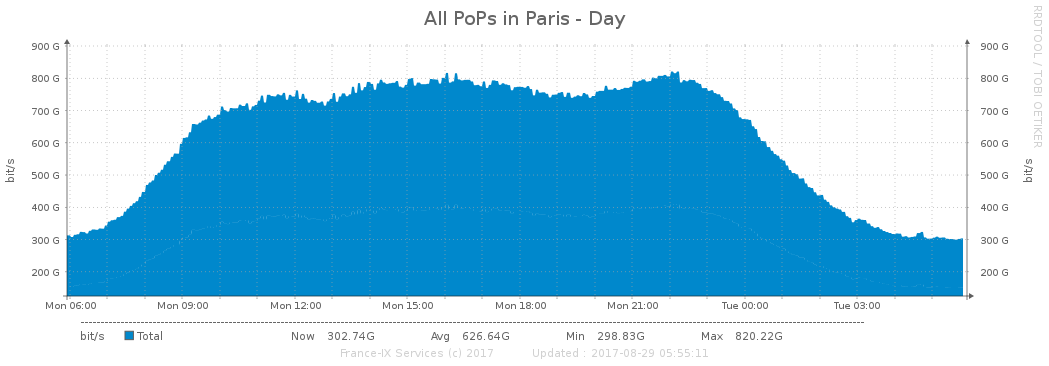 All PoPs in Paris - Day
RRDTOOL / TOBI OETIKER
bit/s
900 G
800 G
700 G
600 G
500 G
400 G
300 G
200 G
900 G
800 G
700 G
600 G
500 G
400 G
300 G
200 G
bit/s
Mon 06:00 Mon 09:00 Mon 12:00 Mon 15:00 Mon 18:00 Mon 21:00 Tue 00:00 Tue 03:00
bit/s Total Now 302.74G Avg 626.64G Min 298.83G Max 820.22G
France-IX Services (c) 2017 Updated : 2017-08-29 05:55:11